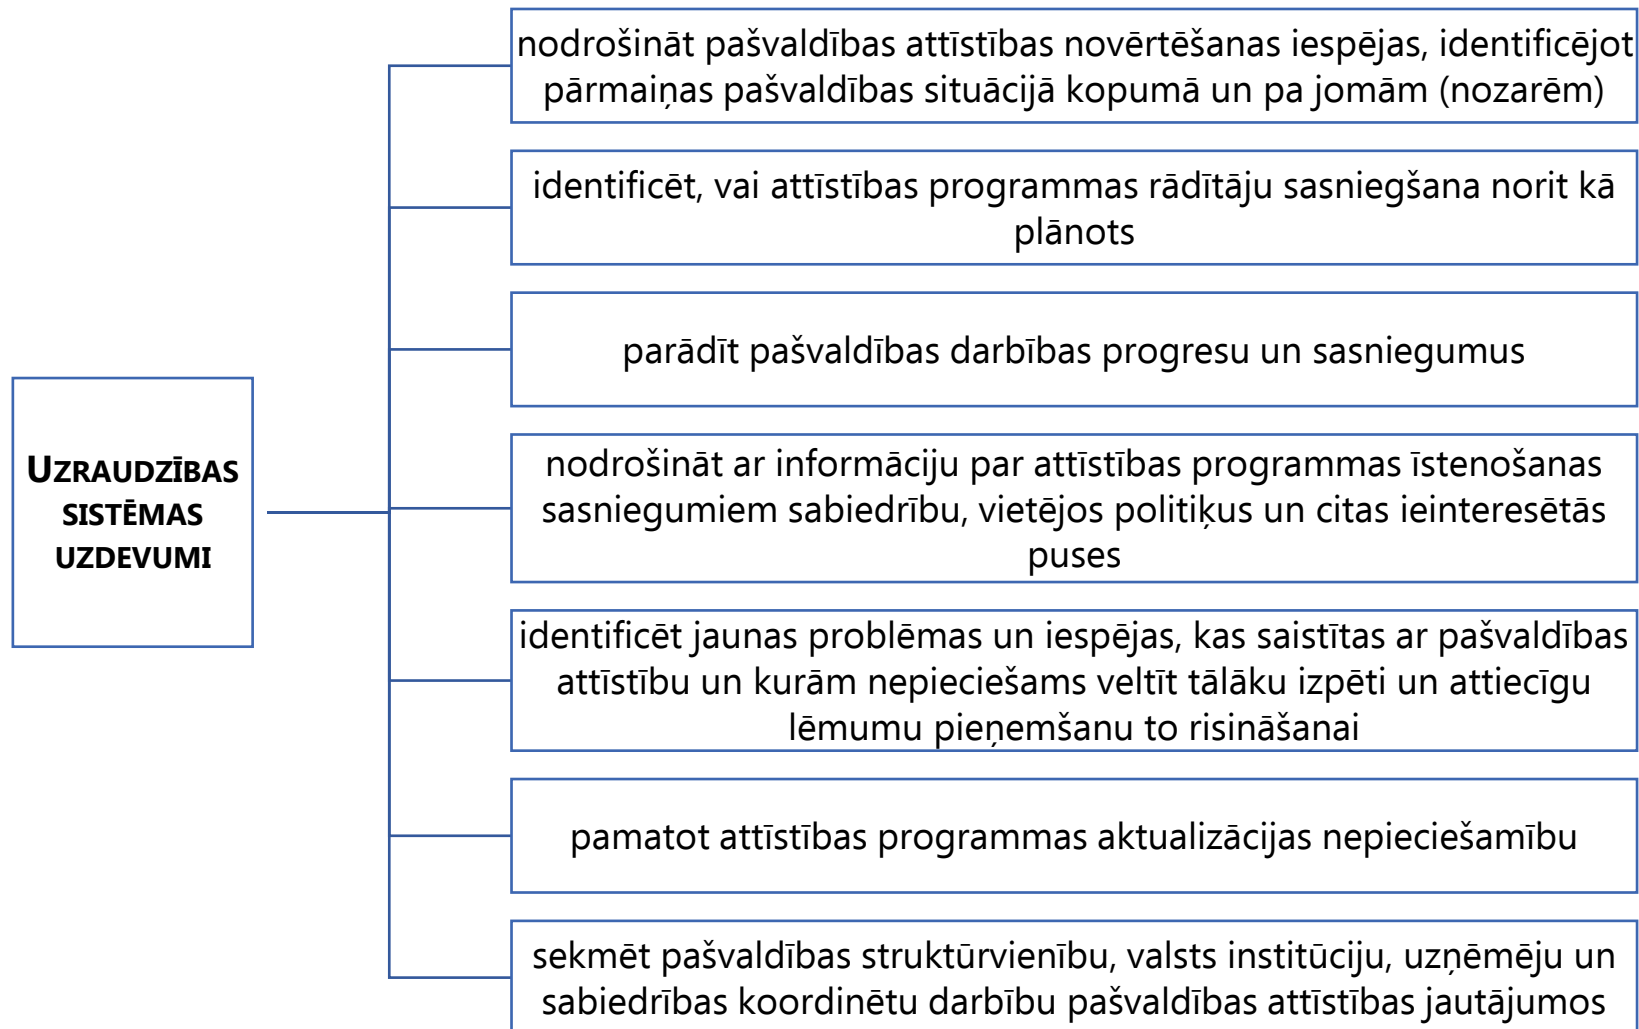 nodrošināt pašvaldības attīstības novērtēšanas iespējas, identificējot
pārmaiņas pašvaldības situācijā kopumā un pa jomām (nozarēm)
identificēt, vai attīstības programmas rādītāju sasniegšana norit kā
plānots
parādīt pašvaldības darbības progresu un sasniegumus
UZRAUDZĪBAS
SISTĒMAS
UZDEVUMI
nodrošināt ar informāciju par attīstības programmas īstenošanas
sasniegumiem sabiedrību, vietējos politiķus un citas ieinteresētās
puses
identificēt jaunas problēmas un iespējas, kas saistītas ar pašvaldības
attīstību un kurām nepieciešams veltīt tālāku izpēti un attiecīgu
lēmumu pieņemšanu to risināšanai
pamatot attīstības programmas aktualizācijas nepieciešamību
sekmēt pašvaldības struktūrvienību, valsts institūciju, uzņēmēju un
sabiedrības koordinētu darbību pašvaldības attīstības jautājumos